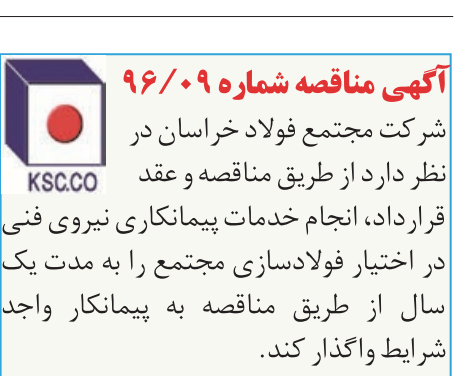 آگهی مناقصه شماره ۹۶/۰۹
شرکت مجتمع فولاد خراسان در
نظر دارد از طریق مناقصه و عقد
KSC.CO
قرارداد، انجام خدمات پیمانکاری نیروی فنی
در اختیار فولادسازی مجتمع را به مدت یک
سال از طریق مناقصه به پیمانکار واجد
شرایط واگذار کند.